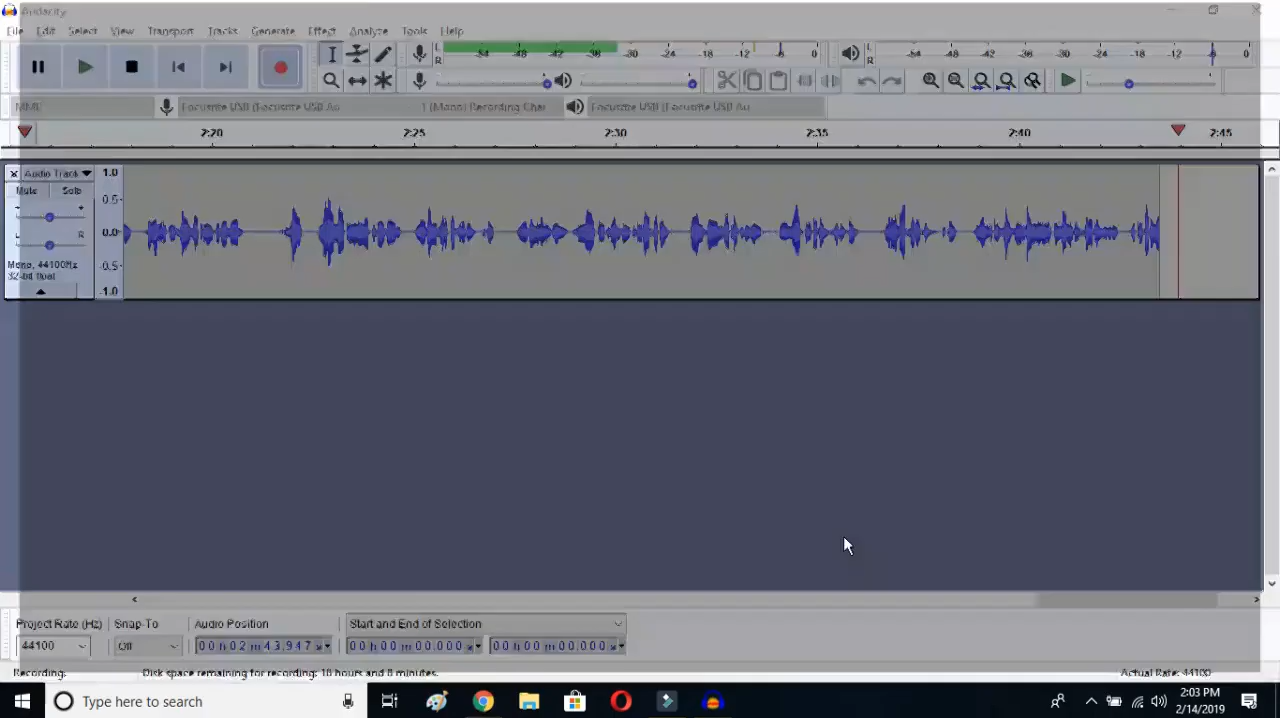 Audacity
File Edit Select View Transport Tracks Generate Effect Analyze Tools Help
L R -54 -48 -42 -36 -30 -24 -18 -12 -6 0
L R -54 -48 -42 -36 -30 -24 -18 -12 -6 0
MME Focusrite USB (Focusrite USB Au ) (Mono) Recording Chan Focusrite USB (Focusrite USB Au
2:20 2:25 2:30 2:35 2:40 2:45
Audio Track
Mute Solo
- +
L R
Mono, 44100Hz
32-bit float
1.0
0.5
0.0
-0.5
-1.0
Project Rate (Hz) Snap-To Audio Position Start and End of Selection
44100 Off 00 h 02 m 43.947 s 00 h 00 m 00.000 s 00 h 00 m 00.000 s
Recording. Disk space remaining for recording: 18 hours and 8 minutes. Actual Rate: 44100
Type here to search
2:03 PM
2/14/2019